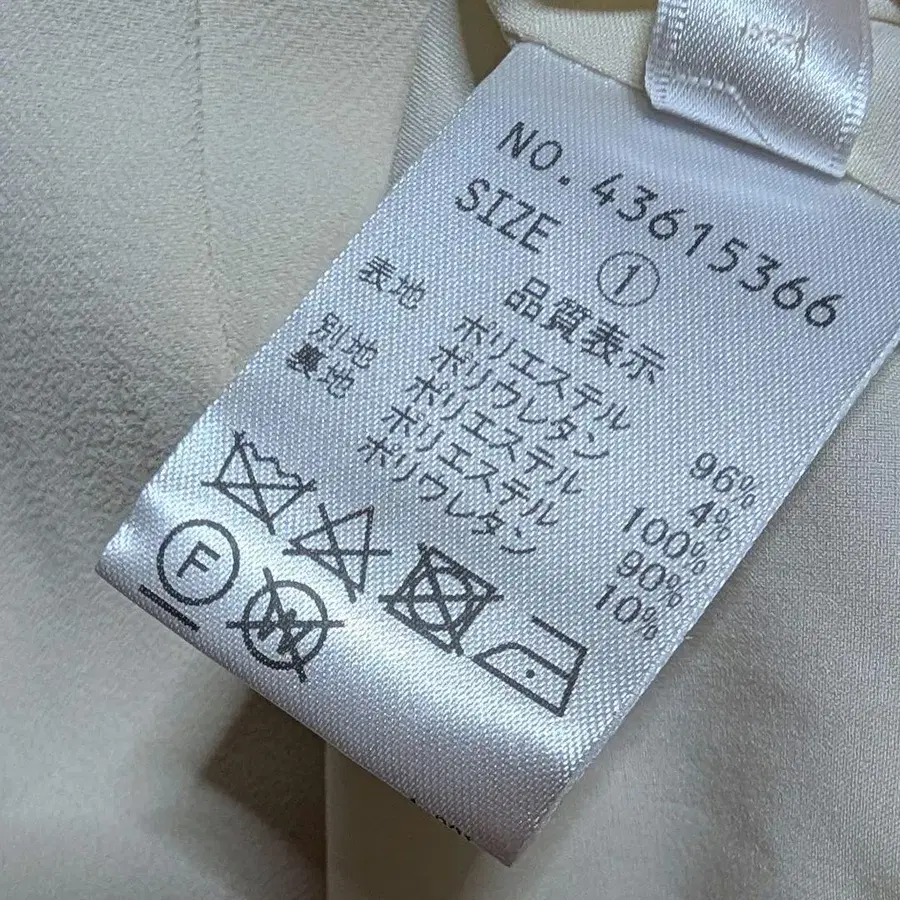 NO. 43615366
SIZE ①
品質表示
表地 ポリエステル 96%
ポリウレタン 4%
別地 ポリエステル 100%
裏地 ポリエステル 90%
ポリウレタン 10%
F
W